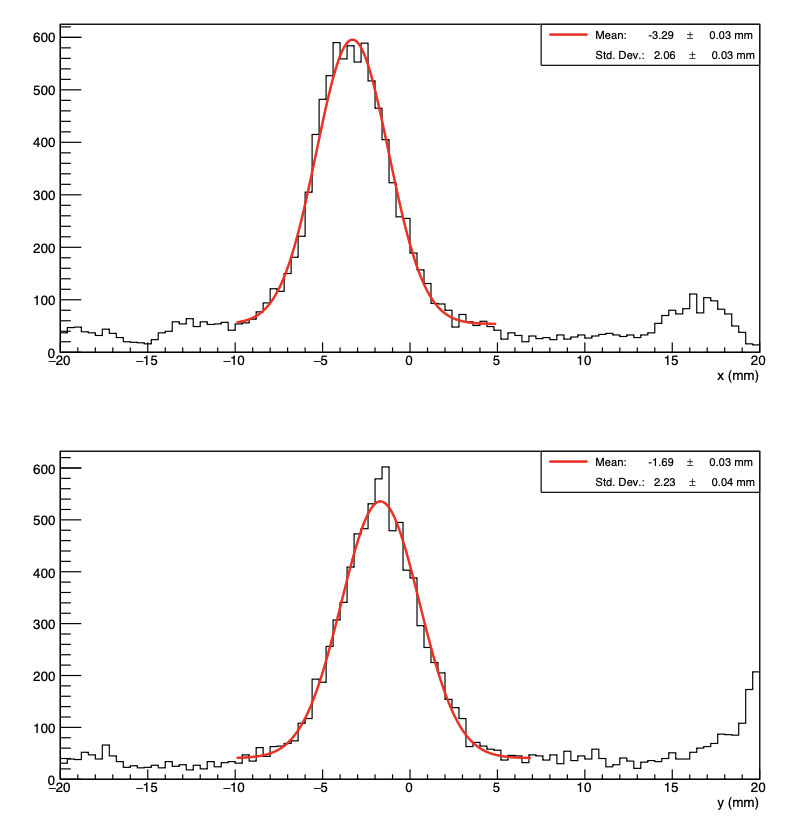 600
500
400
300
200
100
0
Mean: -3.29 ± 0.03 mm
Std. Dev.: 2.06 ± 0.03 mm
−20 −15 −10 −5 0 5 10 15 20
x (mm)
600
500
400
300
200
100
0
Mean: -1.69 ± 0.03 mm
Std. Dev.: 2.23 ± 0.04 mm
−20 −15 −10 −5 0 5 10 15 20
y (mm)